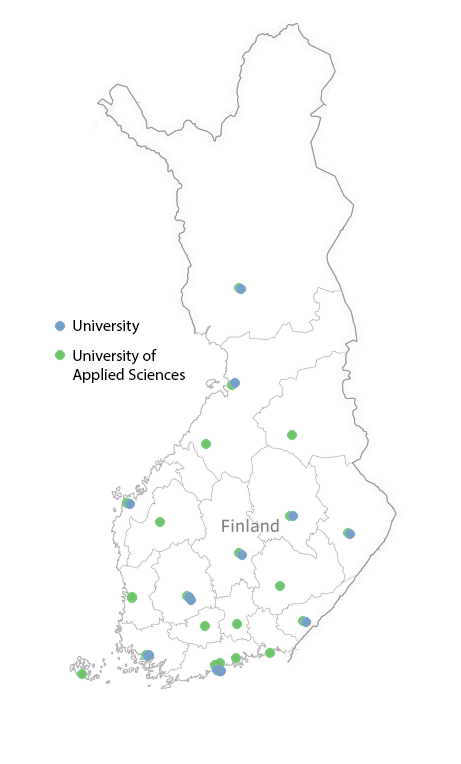 University
University of
Applied Sciences
Finland